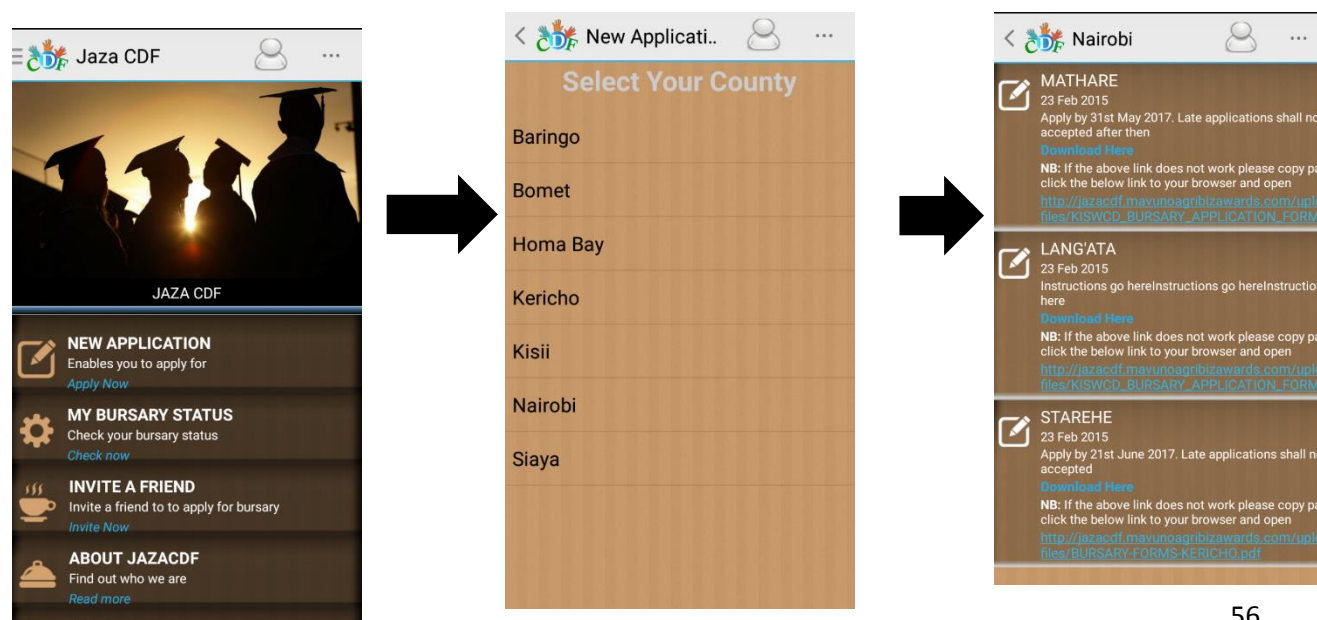 CDF Jaza CDF
JAZA CDF
NEW APPLICATION
Enables you to apply for
Apply Now
MY BURSARY STATUS
Check your bursary status
Check now
INVITE A FRIEND
Invite a friend to to apply for bursary
Invite Now
ABOUT JAZACDF
Find out who we are
Read more
CDF New Applicati..
Select Your County
Baringo
Bomet
Homa Bay
Kericho
Kisii
Nairobi
Siaya
CDF Nairobi
MATHARE
23 Feb 2015
Apply by 31st May 2017. Late applications shall no
accepted after then
Download Here
NB: If the above link does not work please copy pa
click the below link to your browser and open
http://jazacdf.mavunoagribizawards.com/uplo
files/KISWCD_BURSARY_APPLICATION_FORM
LANG'ATA
23 Feb 2015
Instructions go hereInstructions go hereInstructio
here
Download Here
NB: If the above link does not work please copy pa
click the below link to your browser and open
http://jazacdf.mavunoagribizawards.com/uplo
files/KISWCD_BURSARY_APPLICATION_FORM
STAREHE
23 Feb 2015
Apply by 21st June 2017. Late applications shall no
accepted
Download Here
NB: If the above link does not work please copy pa
click the below link to your browser and open
http://jazacdf.mavunoagribizawards.com/uplo
files/BURSARY-FORMS-KERICHO.pdf
56